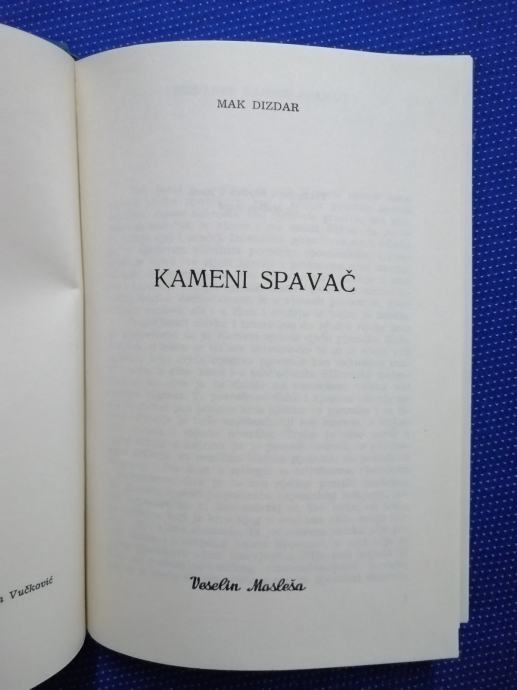 MAK DIZDAR
KAMENI SPAVAČ
Veselin Masleša
Vučković